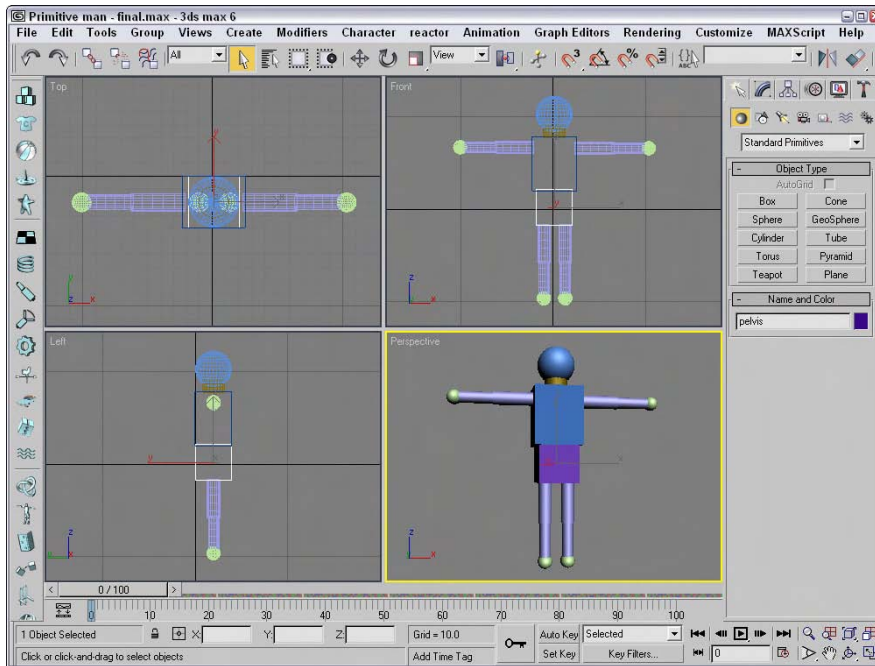 Primitive man - final.max - 3ds max 6
File Edit Tools Group Views Create Modifiers Character reactor Animation Graph Editors Rendering Customize MAXScript Help
All View
Top Front
Standard Primitives
- Object Type
AutoGrid
Box Cone
Sphere GeoSphere
Cylinder Tube
Torus Pyramid
Teapot Plane
- Name and Color
pelvis
Left Perspective
< 0 / 100 >
0 10 20 30 40 50 60 70 80 90 100
1 Object Selected X: Y: Z: Grid = 10.0 Auto Key Selected
Click or click-and-drag to select objects Add Time Tag Set Key Key Filters... 0